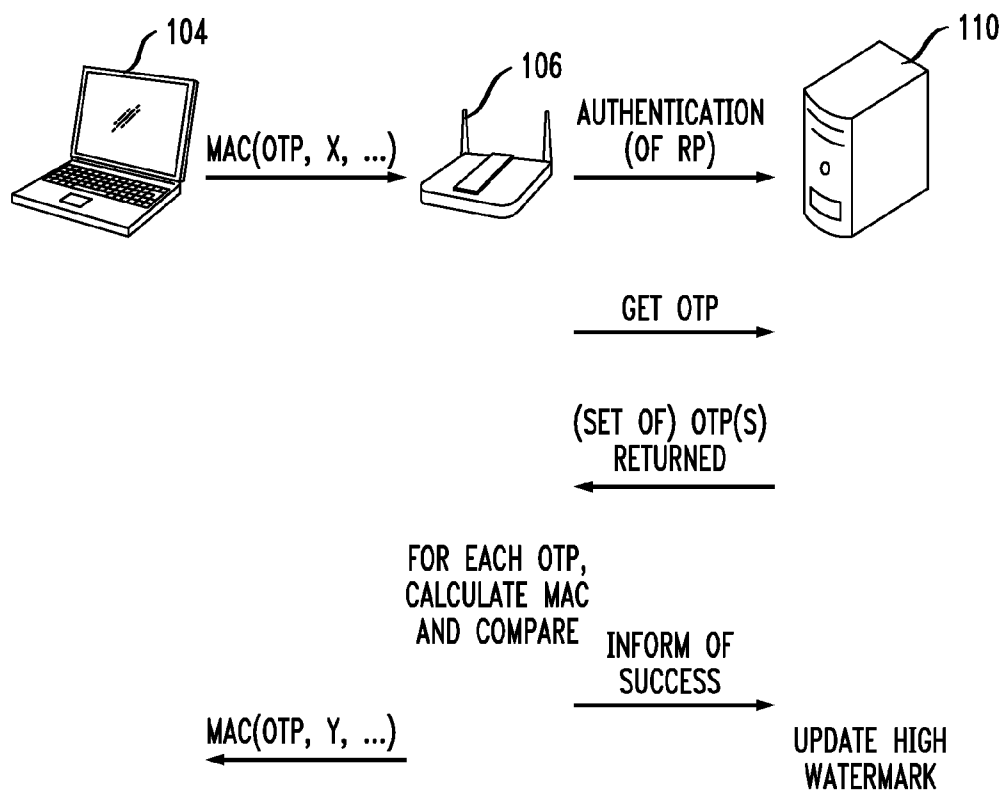 104
106
110
MAC(OTP, X, ...)
AUTHENTICATION
(OF RP)
GET OTP
(SET OF) OTP(S)
RETURNED
FOR EACH OTP,
CALCULATE MAC
AND COMPARE
INFORM OF
SUCCESS
MAC(OTP, Y, ...)
UPDATE HIGH
WATERMARK